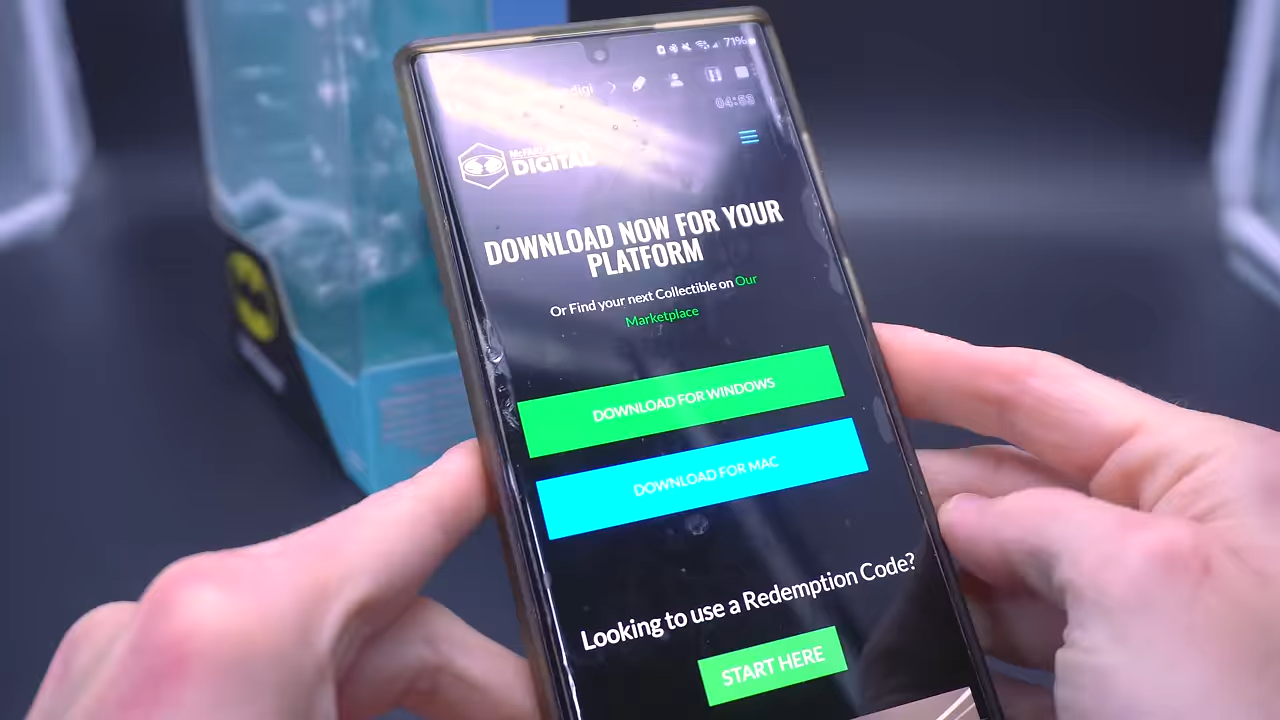 71%
digi
04:53
DIGITAL
DOWNLOAD NOW FOR YOUR
PLATFORM
Or Find your next Collectible on Our
Marketplace
DOWNLOAD FOR WINDOWS
DOWNLOAD FOR MAC
Looking to use a Redemption Code?
START HERE